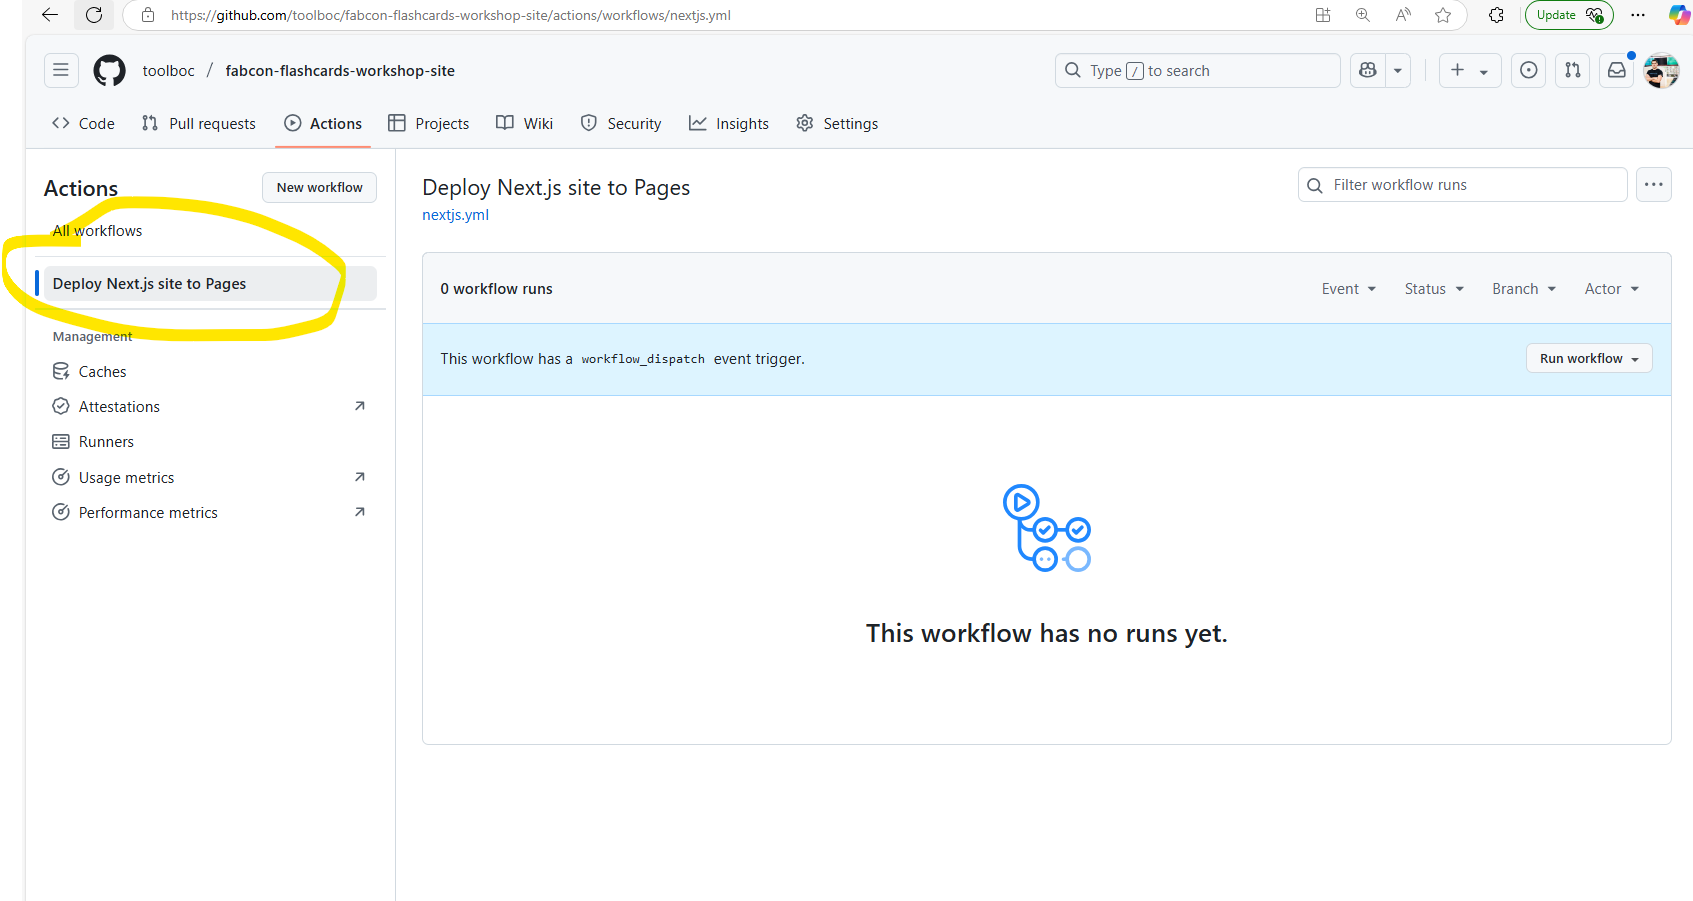 https://github.com/toolboc/fabcon-flashcards-workshop-site/actions/workflows/nextjs.yml
Update
toolboc / fabcon-flashcards-workshop-site
Type / to search
Code
Pull requests
Actions
Projects
Wiki
Security
Insights
Settings
Actions
New workflow
All workflows
Deploy Next.js site to Pages
Management
Caches
Attestations
Runners
Usage metrics
Performance metrics
Deploy Next.js site to Pages
nextjs.yml
Filter workflow runs
0 workflow runs
Event
Status
Branch
Actor
This workflow has a workflow_dispatch event trigger.
Run workflow
This workflow has no runs yet.